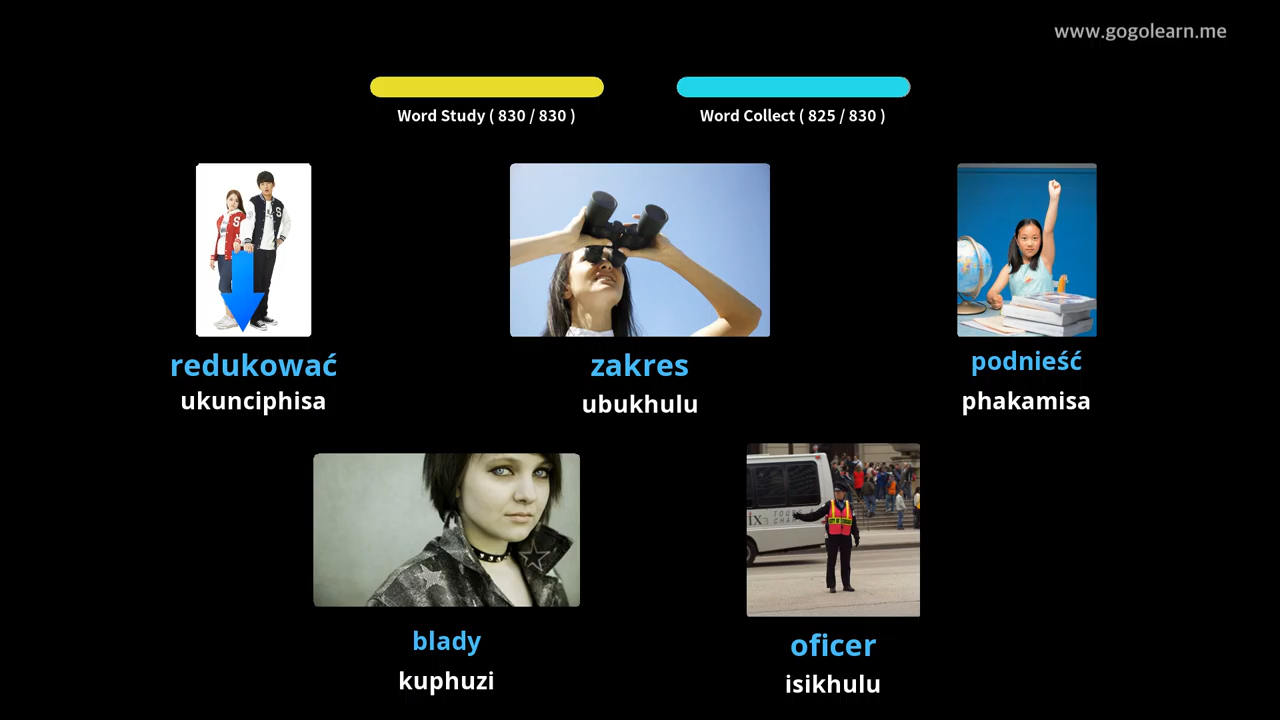 www.gogolearn.me
Word Study ( 830 / 830 )
Word Collect ( 825 / 830 )
redukować
ukunciphisa
zakres
ubukhulu
podnieść
phakamisa
blady
kuphuzi
oficer
isikhulu